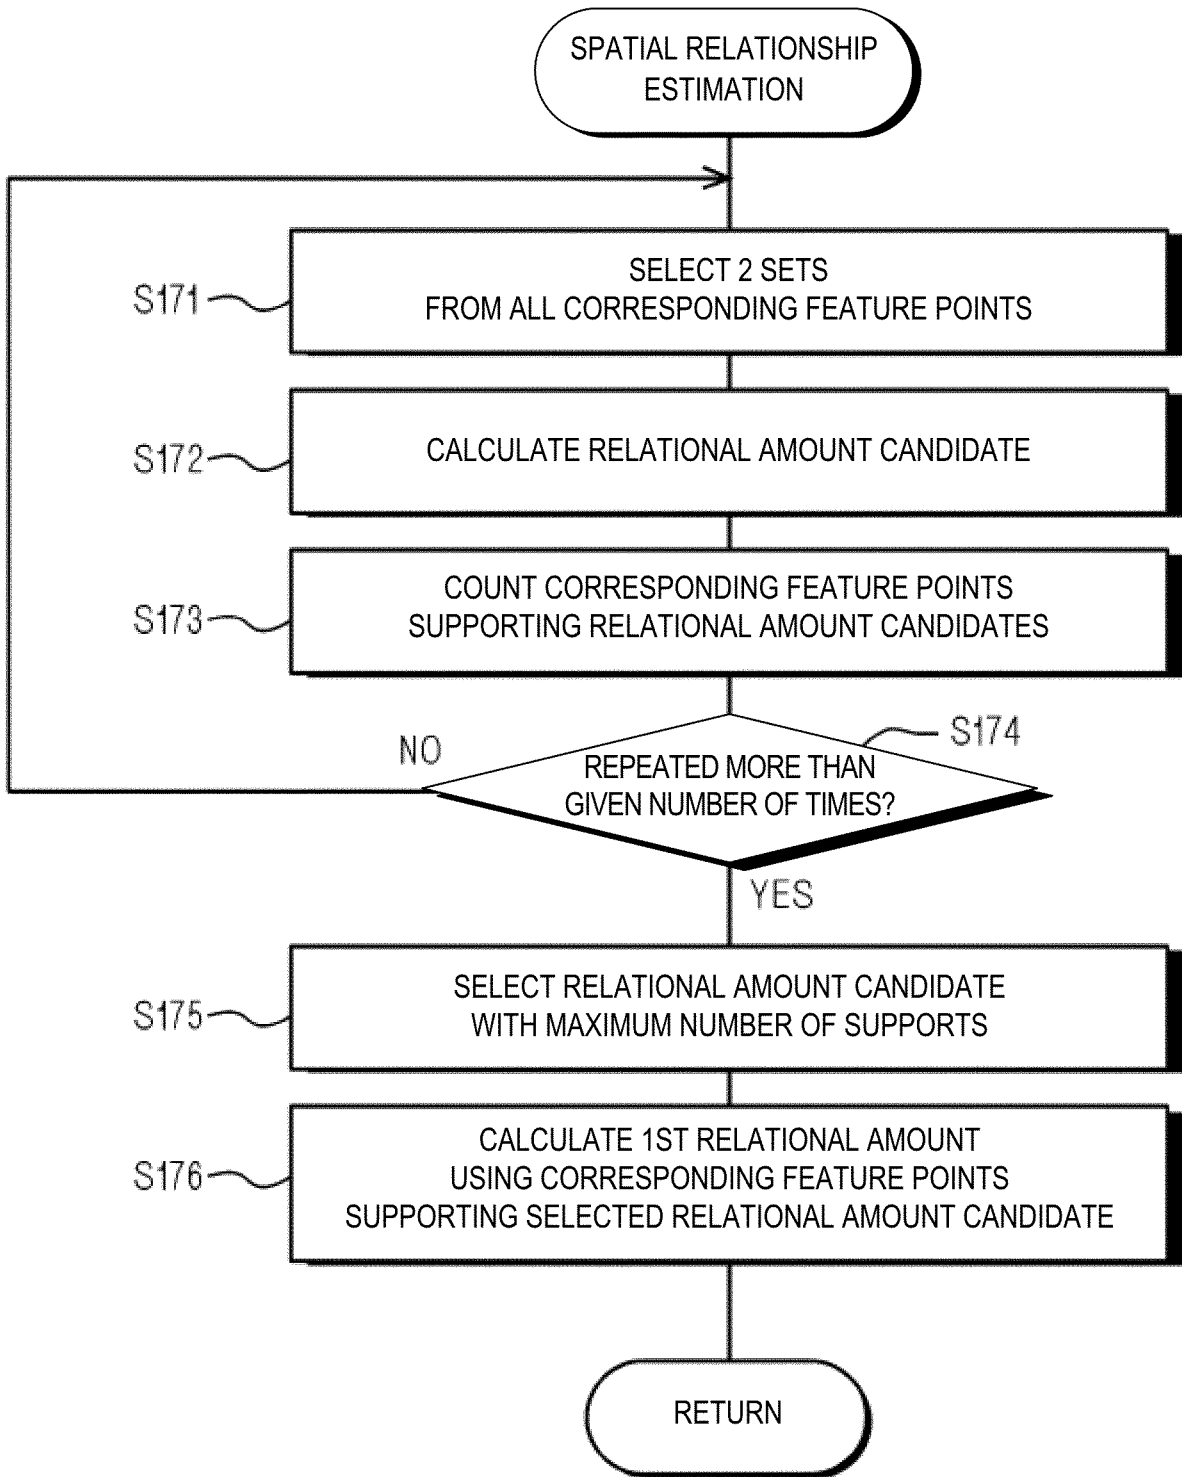 SPATIAL RELATIONSHIP
ESTIMATION
S171
SELECT 2 SETS
FROM ALL CORRESPONDING FEATURE POINTS
S172
CALCULATE RELATIONAL AMOUNT CANDIDATE
S173
COUNT CORRESPONDING FEATURE POINTS
SUPPORTING RELATIONAL AMOUNT CANDIDATES
S174
NO
REPEATED MORE THAN
GIVEN NUMBER OF TIMES?
YES
S175
SELECT RELATIONAL AMOUNT CANDIDATE
WITH MAXIMUM NUMBER OF SUPPORTS
S176
CALCULATE 1ST RELATIONAL AMOUNT
USING CORRESPONDING FEATURE POINTS
SUPPORTING SELECTED RELATIONAL AMOUNT CANDIDATE
RETURN